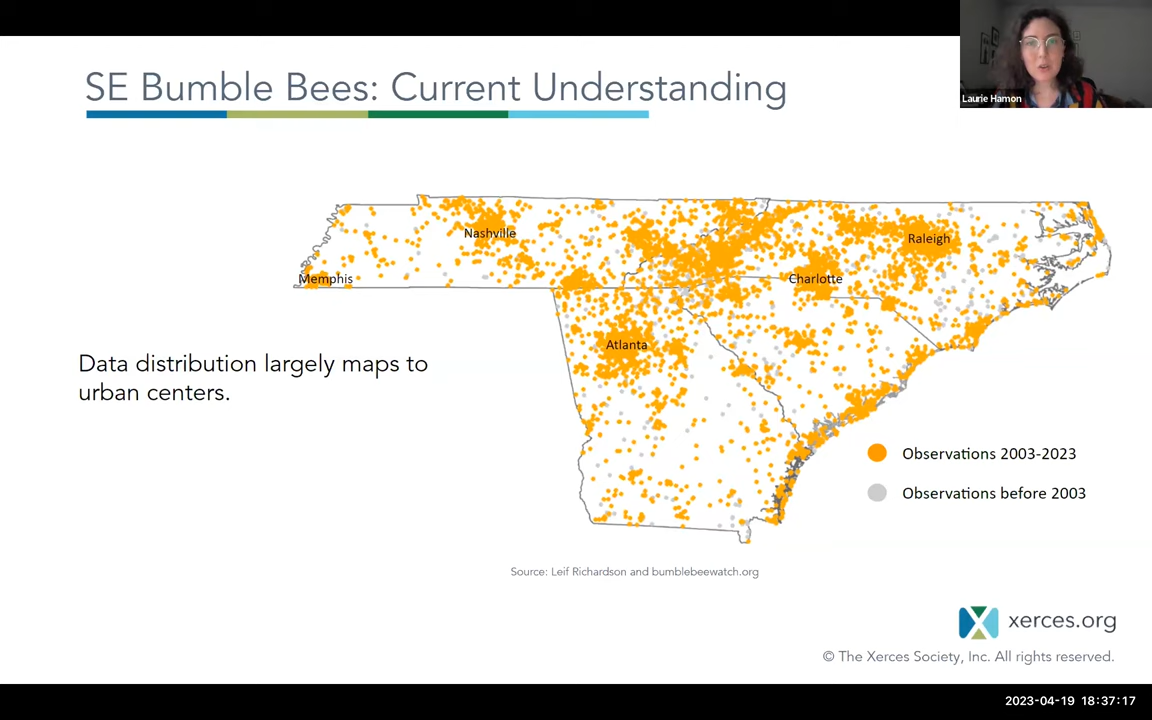 SE Bumble Bees: Current Understanding
Laurie Hamon
Nashville
Raleigh
Memphis
Charlotte
Atlanta
Data distribution largely maps to
urban centers.
Observations 2003-2023
Observations before 2003
Source: Leif Richardson and bumblebeewatch.org
xerces.org
© The Xerces Society, Inc. All rights reserved.
2023-04-19 18:37:17